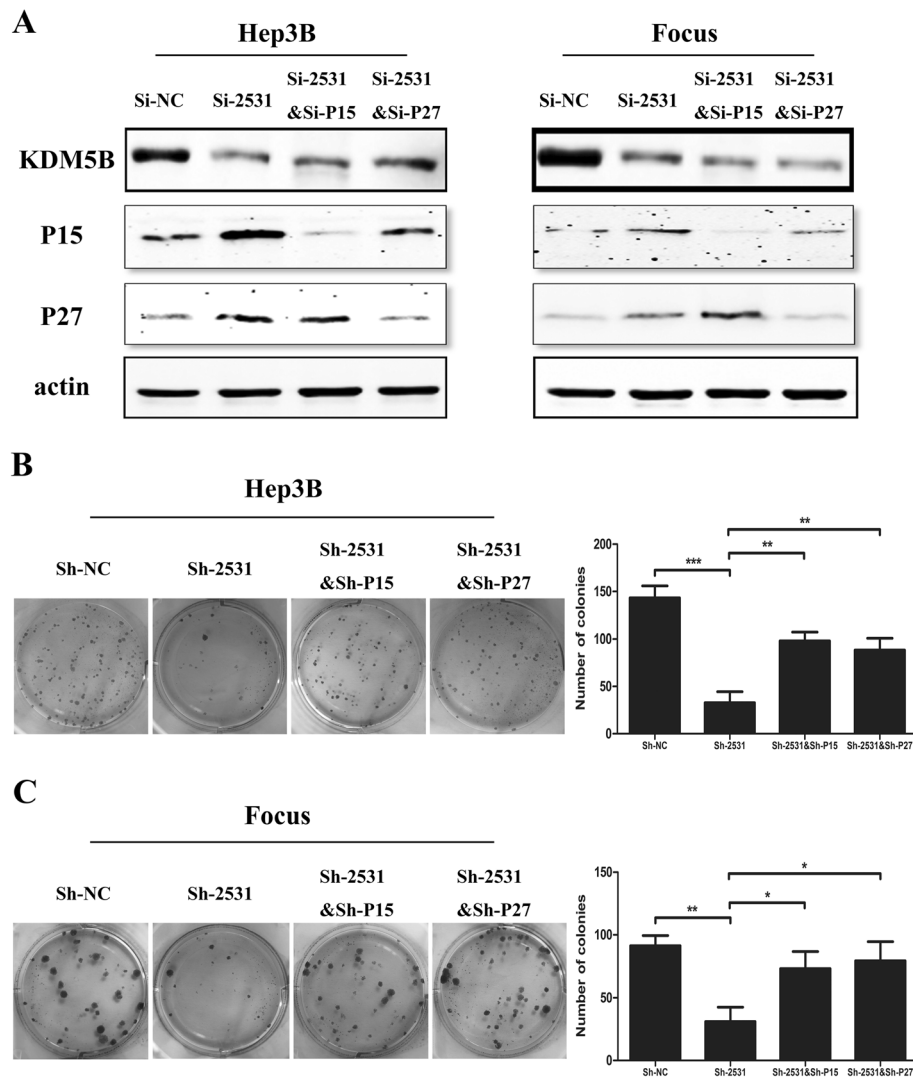 A
Hep3B
Focus
Si-NC
Si-2531
Si-2531
&Si-P15
Si-2531
&Si-P27
Si-NC
Si-2531
Si-2531
&Si-P15
Si-2531
&Si-P27
KDM5B
P15
P27
actin
B
Hep3B
Sh-NC
Sh-2531
Sh-2531
&Sh-P15
Sh-2531
&Sh-P27
Number of colonies
200
150
100
50
0
***
**
**
Sh-NC
Sh-2531
Sh-2531&Sh-P15
Sh-2531&Sh-P27
C
Focus
Sh-NC
Sh-2531
Sh-2531
&Sh-P15
Sh-2531
&Sh-P27
Number of colonies
150
100
50
0
**
*
*
Sh-NC
Sh-2531
Sh-2531&Sh-P15
Sh-2531&Sh-P27